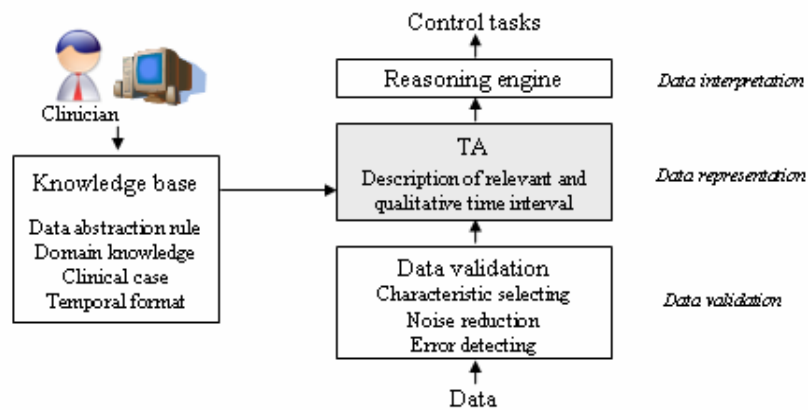 Control tasks
Reasoning engine
Data interpretation
Clinician
Knowledge base
Data abstraction rule
Domain knowledge
Clinical case
Temporal format
TA
Description of relevant and
qualitative time interval
Data representation
Data validation
Characteristic selecting
Noise reduction
Error detecting
Data validation
Data